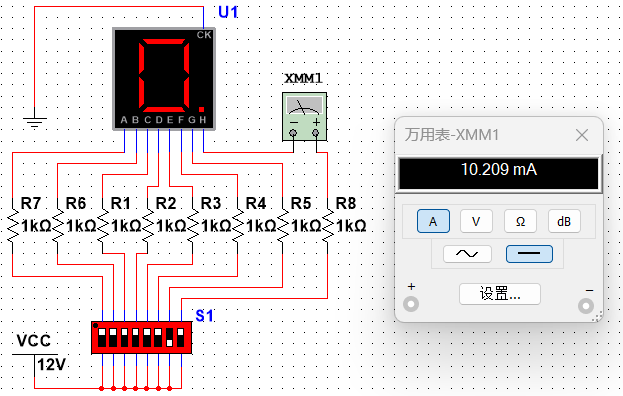 U1
CK
A B C D E F G H
XMM1
R7 R6 R1 R2 R3 R4 R5 R8
1kΩ 1kΩ 1kΩ 1kΩ 1kΩ 1kΩ 1kΩ 1kΩ
S1
VCC
12V
万用表-XMM1
10.209 mA
A V Ω dB
设置...